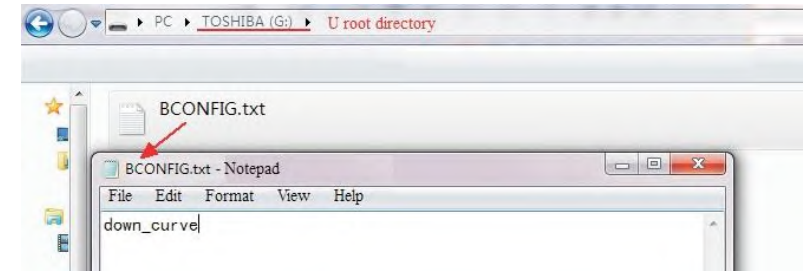 PC TOSHIBA (G:) U root directory
BCONFIG.txt
BCONFIG.txt - Notepad
File Edit Format View Help
down_curve